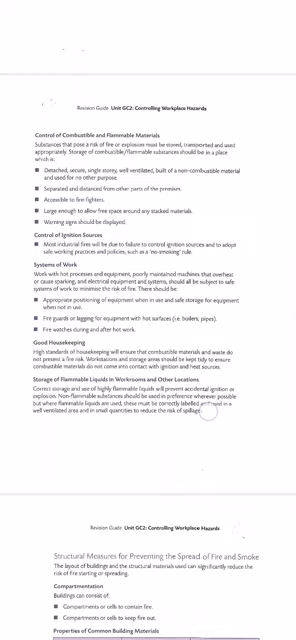 Revision Guide Unit GC2: Controlling Workplace Hazards
Control of Combustible and Flammable Materials
Substances that pose a risk of fire or explosion must be stored, transported and used
appropriately. Storage of combustible/flammable substances should be in a place
which is:
■ Detached, secure, single storey, well ventilated, built of a non-combustible material
and used for no other purpose.
■ Separated and distanced from other parts of the premises.
■ Accessible to fire-fighters.
■ Large enough to allow free space around any stacked materials.
■ Warning signs should be displayed.
Control of Ignition Sources
■ Most industrial fires will be due to failure to control ignition sources and to adopt
safe working practices and policies, such as a 'no-smoking' rule.
Systems of Work
Work with hot processes and equipment, poorly maintained machines that overheat
or cause sparking, and electrical equipment and systems, should all be subject to safe
systems of work to minimise the risk of fire. There should be:
■ Appropriate positioning of equipment when in use and safe storage for equipment
when not in use.
■ Fire guards or lagging for equipment with hot surfaces (i.e. boilers; pipes).
■ Fire watches during and after hot work.
Good Housekeeping
High standards of housekeeping will ensure that combustible materials and waste do
not present a fire risk. Workstations and storage areas should be kept tidy to ensure
combustible materials do not come into contact with ignition and heat sources.
Storage of Flammable Liquids in Workrooms and Other Locations
Correct storage and use of highly flammable liquids will prevent accidental ignition or
explosion. Non-flammable substances should be used in preference wherever possible
but where flammable liquids are used, these must be correctly labelled in a
well ventilated area and in small quantities to reduce the risk of spillage.
Revision Guide Unit GC2: Controlling Workplace Hazards
Structural Measures for Preventing the Spread of Fire and Smoke
The layout of buildings and the structural materials used can significantly reduce the
risk of fire starting or spreading.
Compartmentation
Buildings can consist of:
■ Compartments or cells to contain fire.
■ Compartments or cells to keep fire out.
Properties of Common Building Materials